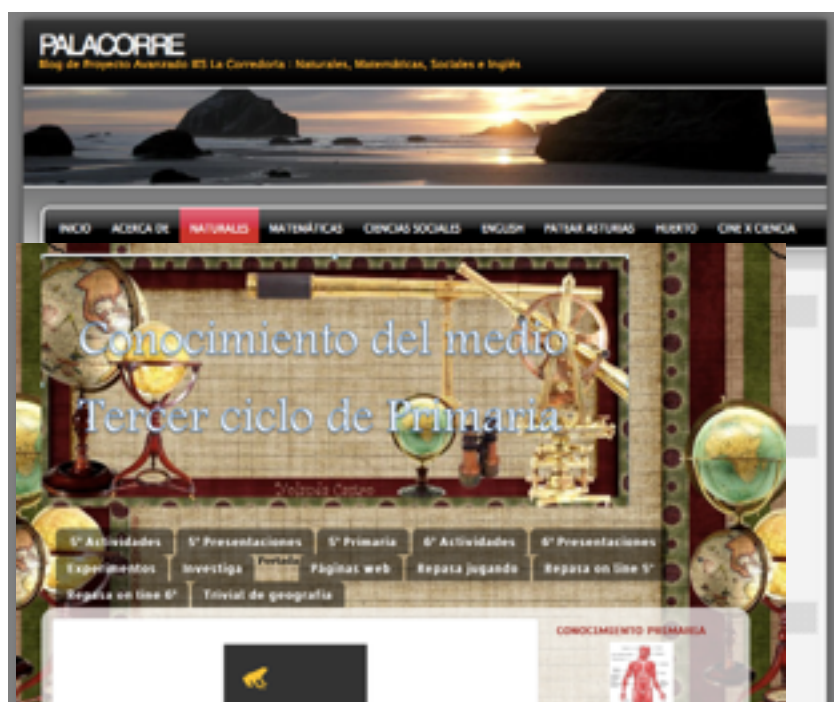 PALACORRE
Blog de Proyecto Avanzado IES La Corredoria : Naturales, Matemáticas, Sociales e Inglés
INICIO ACERCA DE NATURALES MATEMÁTICAS CIENCIAS SOCIALES ENGLISH PATEAR ASTURIAS HUERTO CINE X CIENCIA
Conocimiento del medio
Tercer ciclo de Primaria
Yolanda Castro
5º Actividades 5º Presentaciones 5º Primaria 6º Actividades 6º Presentaciones
Experimentos Investiga Portada Páginas web Repasa jugando Repasa on line 5º
Repasa on line 6º Trivial de geografía
CONOCIMIENTO PRIMARIA